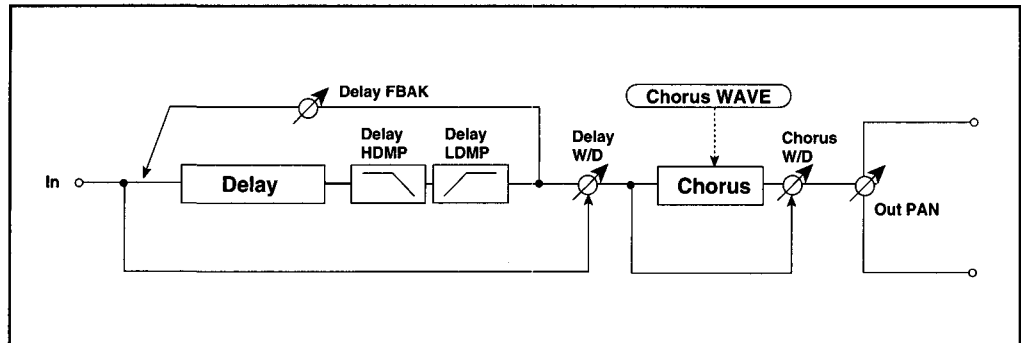 Delay FBAK
Chorus WAVE
Delay
HDMP
Delay
LDMP
Delay
W/D
Chorus
W/D
In
Delay
Chorus
Out PAN